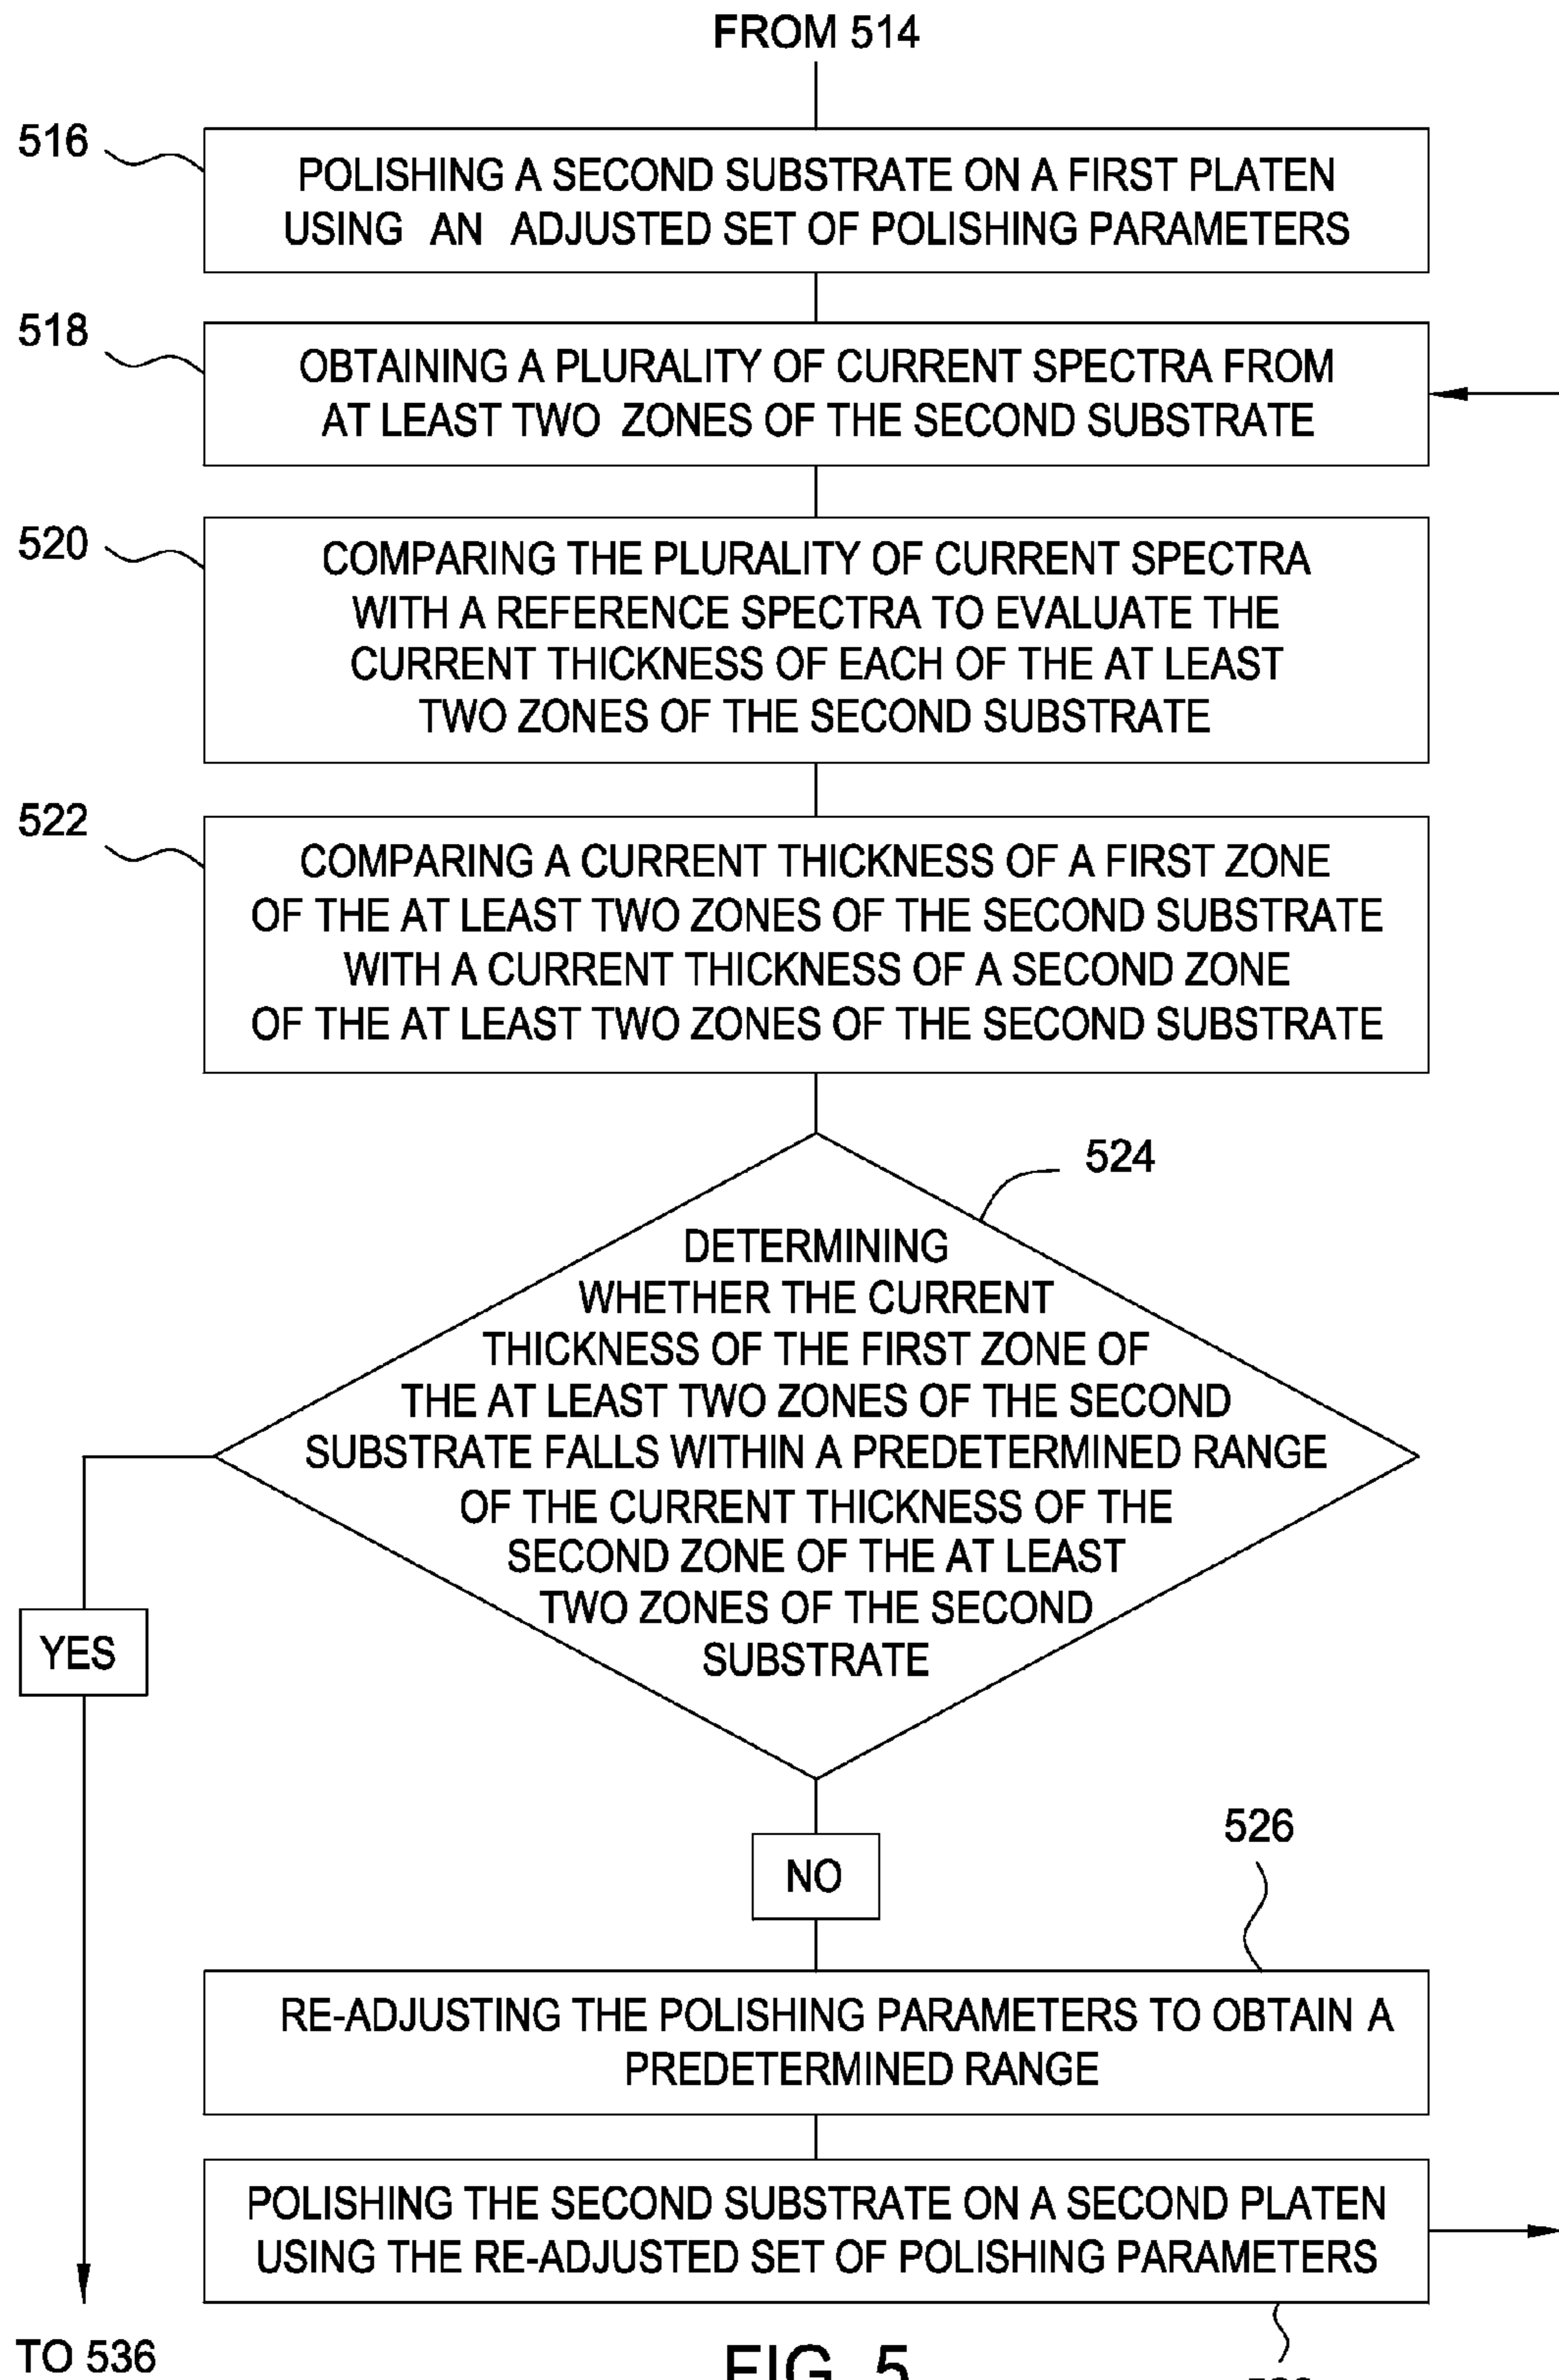 FROM 514
516
POLISHING A SECOND SUBSTRATE ON A FIRST PLATEN
USING AN ADJUSTED SET OF POLISHING PARAMETERS
518
OBTAINING A PLURALITY OF CURRENT SPECTRA FROM
AT LEAST TWO ZONES OF THE SECOND SUBSTRATE
520
COMPARING THE PLURALITY OF CURRENT SPECTRA
WITH A REFERENCE SPECTRA TO EVALUATE THE
CURRENT THICKNESS OF EACH OF THE AT LEAST
TWO ZONES OF THE SECOND SUBSTRATE
522
COMPARING A CURRENT THICKNESS OF A FIRST ZONE
OF THE AT LEAST TWO ZONES OF THE SECOND SUBSTRATE
WITH A CURRENT THICKNESS OF A SECOND ZONE
OF THE AT LEAST TWO ZONES OF THE SECOND SUBSTRATE
524
DETERMINING
WHETHER THE CURRENT
THICKNESS OF THE FIRST ZONE OF
THE AT LEAST TWO ZONES OF THE SECOND
SUBSTRATE FALLS WITHIN A PREDETERMINED RANGE
OF THE CURRENT THICKNESS OF THE
SECOND ZONE OF THE AT LEAST
TWO ZONES OF THE SECOND
SUBSTRATE
YES
NO
526
RE-ADJUSTING THE POLISHING PARAMETERS TO OBTAIN A
PREDETERMINED RANGE
POLISHING THE SECOND SUBSTRATE ON A SECOND PLATEN
USING THE RE-ADJUSTED SET OF POLISHING PARAMETERS
TO 536
FIG. 5